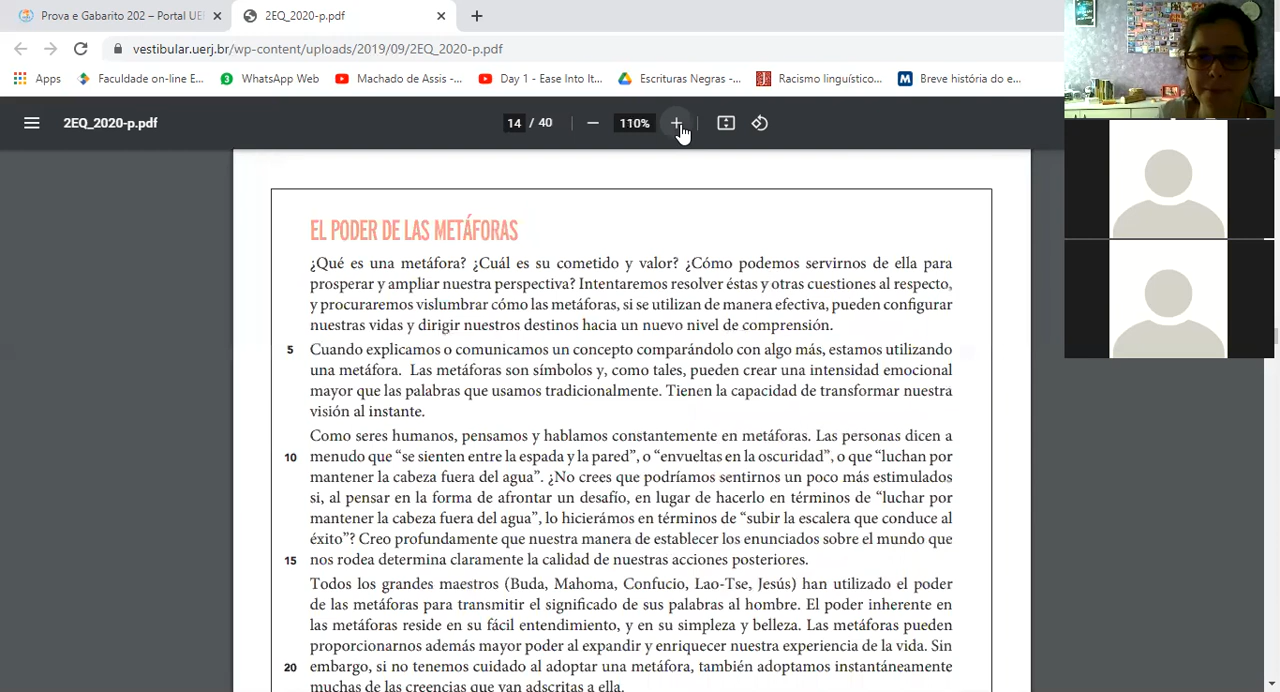 Prova e Gabarito 202 – Portal UE
2EQ_2020-p.pdf
vestibular.uerj.br/wp-content/uploads/2019/09/2EQ_2020-p.pdf
Apps
Faculdade on-line E...
3
WhatsApp Web
Machado de Assis -...
Day 1 - Ease Into It...
Escrituras Negras -...
Racismo linguístico...
M
Breve história do e...
2EQ_2020-p.pdf
14 / 40
110%
EL PODER DE LAS METÁFORAS
¿Qué es una metáfora? ¿Cuál es su cometido y valor? ¿Cómo podemos servirnos de ella para
prosperar y ampliar nuestra perspectiva? Intentaremos resolver éstas y otras cuestiones al respecto,
y procuraremos vislumbrar cómo las metáforas, si se utilizan de manera efectiva, pueden configurar
nuestras vidas y dirigir nuestros destinos hacia un nuevo nivel de comprensión.
5 Cuando explicamos o comunicamos un concepto comparándolo con algo más, estamos utilizando
una metáfora. Las metáforas son símbolos y, como tales, pueden crear una intensidad emocional
mayor que las palabras que usamos tradicionalmente. Tienen la capacidad de transformar nuestra
visión al instante.
Como seres humanos, pensamos y hablamos constantemente en metáforas. Las personas dicen a
10 menudo que “se sienten entre la espada y la pared”, o “envueltas en la oscuridad”, o que “luchan por
mantener la cabeza fuera del agua”. ¿No crees que podríamos sentirnos un poco más estimulados
si, al pensar en la forma de afrontar un desafío, en lugar de hacerlo en términos de “luchar por
mantener la cabeza fuera del agua”, lo hicierámos en términos de “subir la escalera que conduce al
éxito”? Creo profundamente que nuestra manera de establecer los enunciados sobre el mundo que
15 nos rodea determina claramente la calidad de nuestras acciones posteriores.
Todos los grandes maestros (Buda, Mahoma, Confucio, Lao-Tse, Jesús) han utilizado el poder
de las metáforas para transmitir el significado de sus palabras al hombre. El poder inherente en
las metáforas reside en su fácil entendimiento, y en su simpleza y belleza. Las metáforas pueden
proporcionarnos además mayor poder al expandir y enriquecer nuestra experiencia de la vida. Sin
20 embargo, si no tenemos cuidado al adoptar una metáfora, también adoptamos instantáneamente
muchas de las creencias que van adscritas a ella.